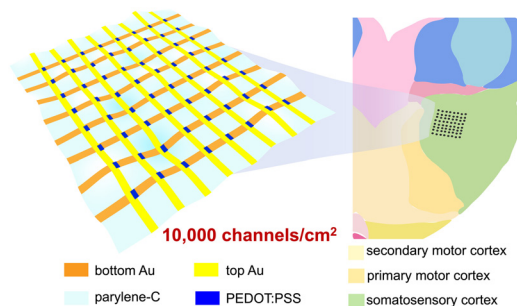 10,000 channels/cm²
bottom Au
top Au
parylene-C
PEDOT:PSS
secondary motor cortex
primary motor cortex
somatosensory cortex